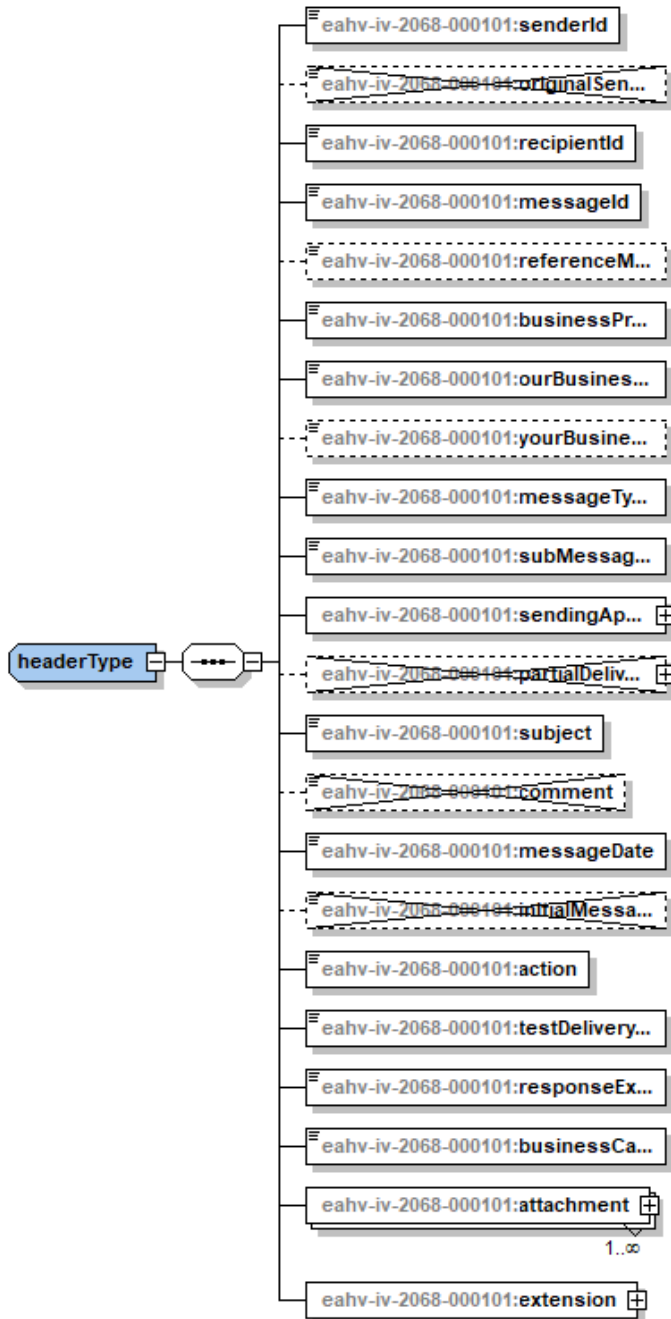 eahv-iv-2068-000101:senderId
eahv-iv-2068-000101:originalSen...
eahv-iv-2068-000101:recipientId
eahv-iv-2068-000101:messageId
eahv-iv-2068-000101:referenceM...
eahv-iv-2068-000101:businessPr...
eahv-iv-2068-000101:ourBusines...
eahv-iv-2068-000101:yourBusine...
eahv-iv-2068-000101:messageTy...
eahv-iv-2068-000101:subMessag...
eahv-iv-2068-000101:sendingAp...
headerType
eahv-iv-2068-000101:partialDeliv...
eahv-iv-2068-000101:subject
eahv-iv-2068-000101:comment
eahv-iv-2068-000101:messageDate
eahv-iv-2068-000101:initialMessa...
eahv-iv-2068-000101:action
eahv-iv-2068-000101:testDelivery...
eahv-iv-2068-000101:responseEx...
eahv-iv-2068-000101:businessCa...
eahv-iv-2068-000101:attachment
1..∞
eahv-iv-2068-000101:extension